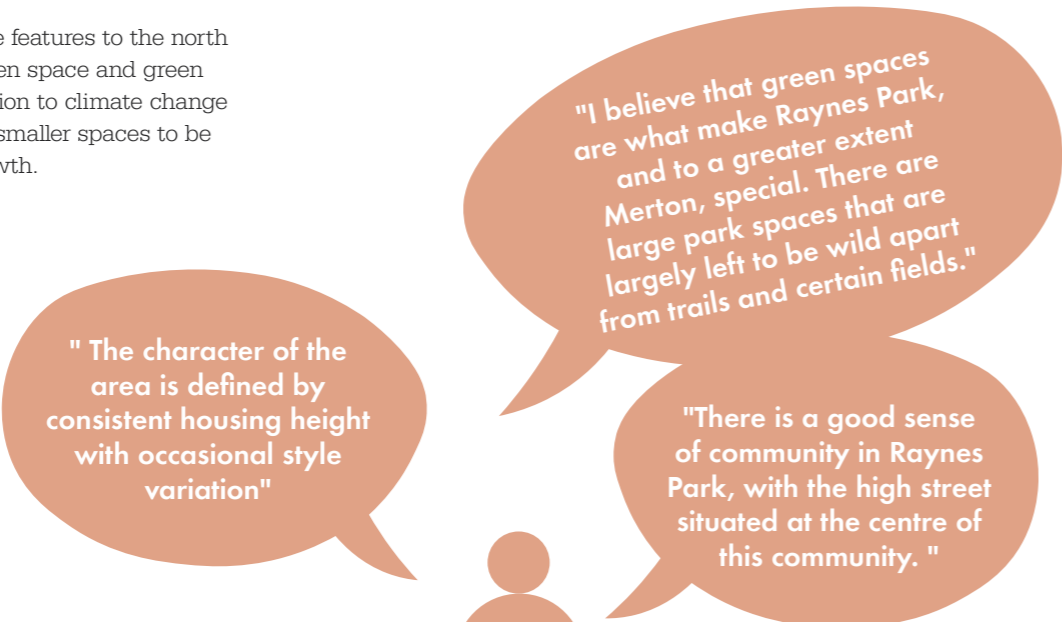 features to the north
en space and green
ion to climate change
smaller spaces to be
wth.
"I believe that green spaces
are what make Raynes Park,
and to a greater extent
Merton, special. There are
large park spaces that are
largely left to be wild apart
from trails and certain fields."
" The character of the
area is defined by
consistent housing height
with occasional style
variation"
"There is a good sense
of community in Raynes
Park, with the high street
situated at the centre of
this community. "